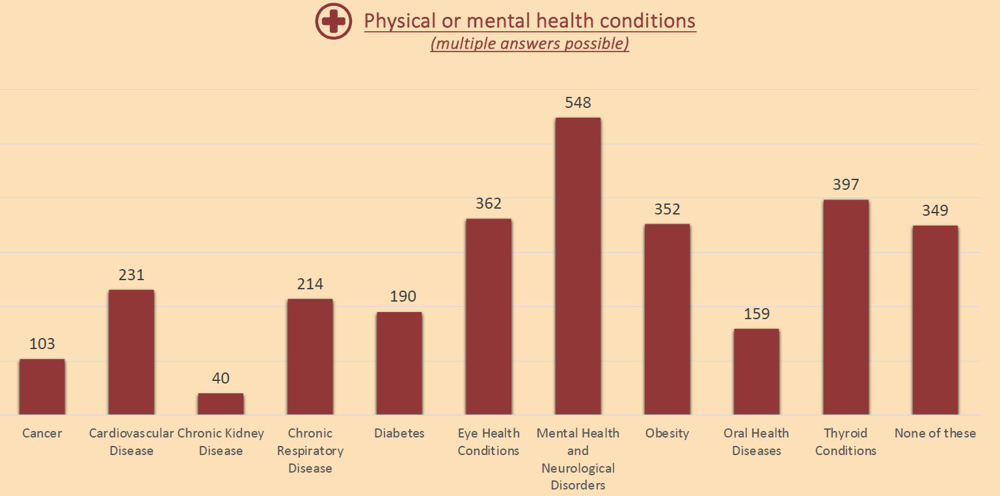 Physical or mental health conditions
(multiple answers possible)
548
397
362
352
349
231
214
190
159
103
40
Cancer
Cardiovascular
Disease
Chronic Kidney
Disease
Chronic
Respiratory
Disease
Diabetes
Eye Health
Conditions
Mental Health
and
Neurological
Disorders
Obesity
Oral Health
Diseases
Thyroid
Conditions
None of these